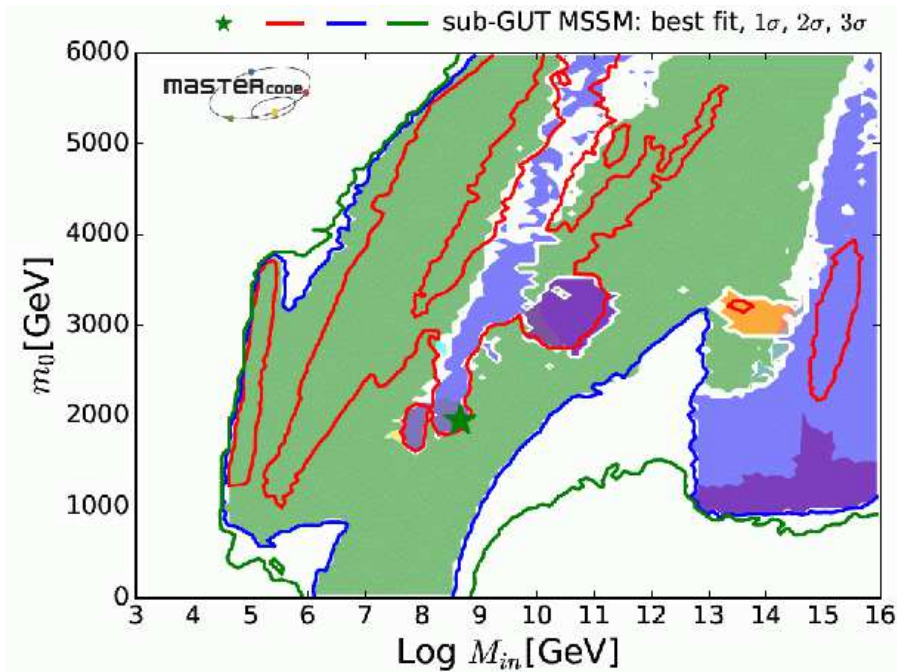 sub-GUT MSSM: best fit, 1σ, 2σ, 3σ
MASTERCODE
6000
5000
4000
3000
2000
1000
0
m₀[GeV]
3 4 5 6 7 8 9 10 11 12 13 14 15 16
Log M_in[GeV]